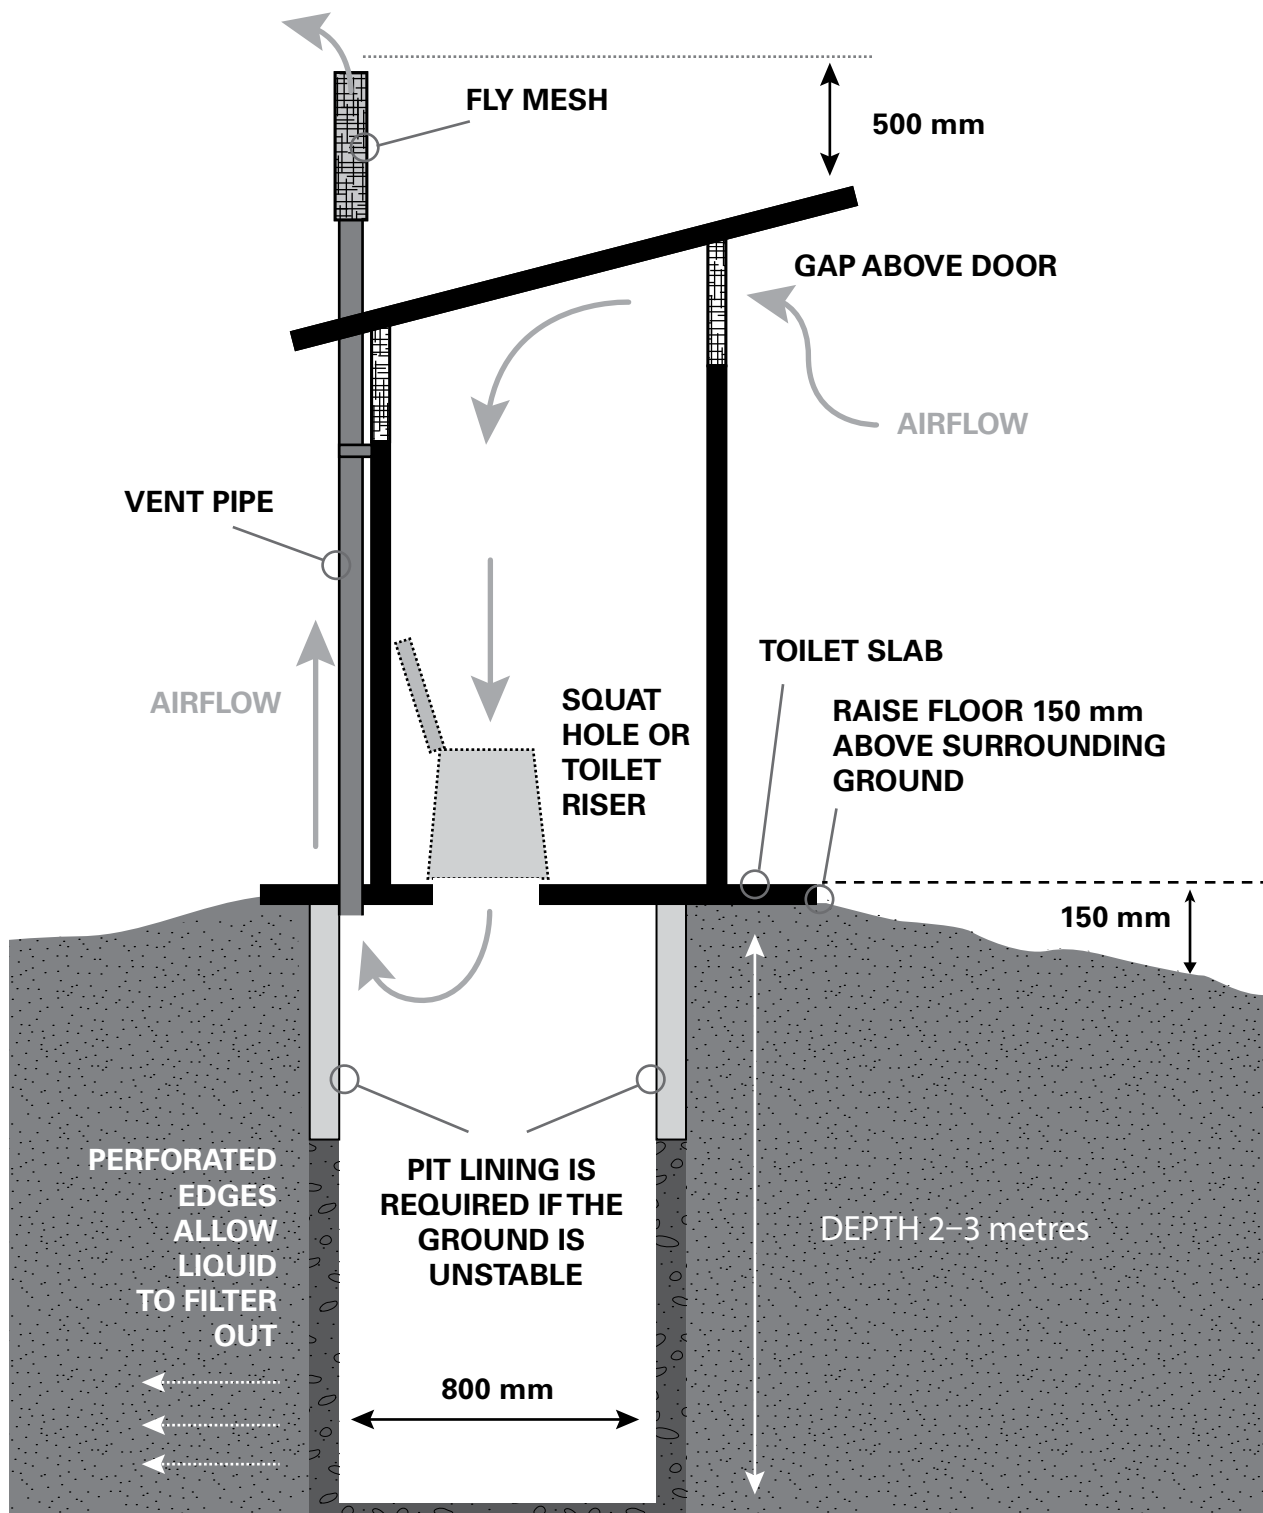 FLY MESH
500 mm
GAP ABOVE DOOR
AIRFLOW
VENT PIPE
TOILET SLAB
AIRFLOW
SQUAT
HOLE OR
TOILET
RISER
RAISE FLOOR 150 mm
ABOVE SURROUNDING
GROUND
150 mm
PERFORATED
EDGES
ALLOW
LIQUID
TO FILTER
OUT
PIT LINING IS
REQUIRED IF THE
GROUND IS
UNSTABLE
DEPTH 2–3 metres
800 mm